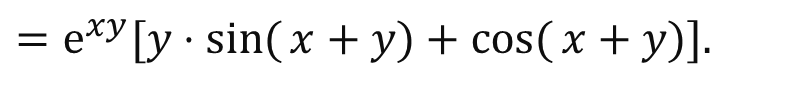 = e^{xy}[y · sin( x + y) + cos( x + y)].